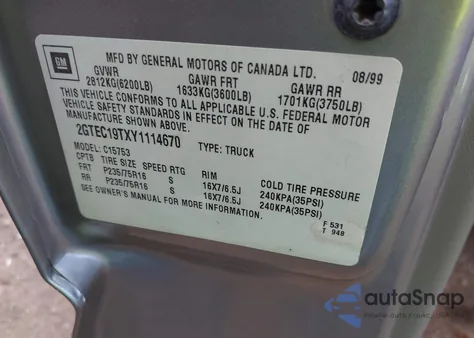 GM
MFD BY GENERAL MOTORS OF CANADA LTD. 08/99
GVWR GAWR FRT GAWR RR
2812KG(6200LB) 1633KG(3600LB) 1701KG(3750LB)
THIS VEHICLE CONFORMS TO ALL APPLICABLE U.S. FEDERAL MOTOR
VEHICLE SAFETY STANDARDS IN EFFECT ON THE DATE OF
MANUFACTURE SHOWN ABOVE.
2GTEC19TXY1114670 TYPE: TRUCK
MODEL: C15753
CPTB TIRE SIZE SPEED RTG RIM COLD TIRE PRESSURE
FRT P235/75R16 S 16X7/6.5J 240KPA(35PSI)
RR P235/75R16 S 16X7/6.5J 240KPA(35PSI)
SEE OWNER'S MANUAL FOR MORE INFORMATION.
F 531
T 948
autoSnap